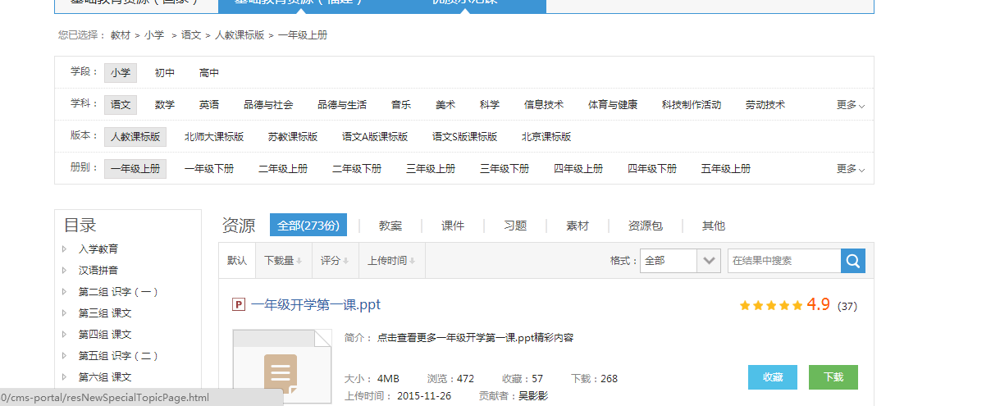 基础教育资源（国家） 基础教育资源（福建） 优质示范课
您已选择： 教材 > 小学 > 语文 > 人教课标版 > 一年级上册
学段： 小学 初中 高中
学科： 语文 数学 英语 品德与社会 品德与生活 音乐 美术 科学 信息技术 体育与健康 科技制作活动 劳动技术 更多
版本： 人教课标版 北师大课标版 苏教课标版 语文A版课标版 语文S版课标版 北京课标版
册别： 一年级上册 一年级下册 二年级上册 二年级下册 三年级上册 三年级下册 四年级上册 四年级下册 五年级上册 更多
目录
入学教育
汉语拼音
第二组 识字（一）
第三组 课文
第四组 课文
第五组 识字（二）
第六组 课文
资源 全部(273份) 教案 课件 习题 素材 资源包 其他
默认 下载量 评分 上传时间 格式： 全部 在结果中搜索
P 一年级开学第一课.ppt 4.9 (37)
简介： 点击查看更多一年级开学第一课.ppt精彩内容
大小： 4MB 浏览：472 收藏：57 下载：268 收藏 下载
上传时间： 2015-11-26 贡献者：吴影影
0/cms-portal/resNewSpecialTopicPage.html